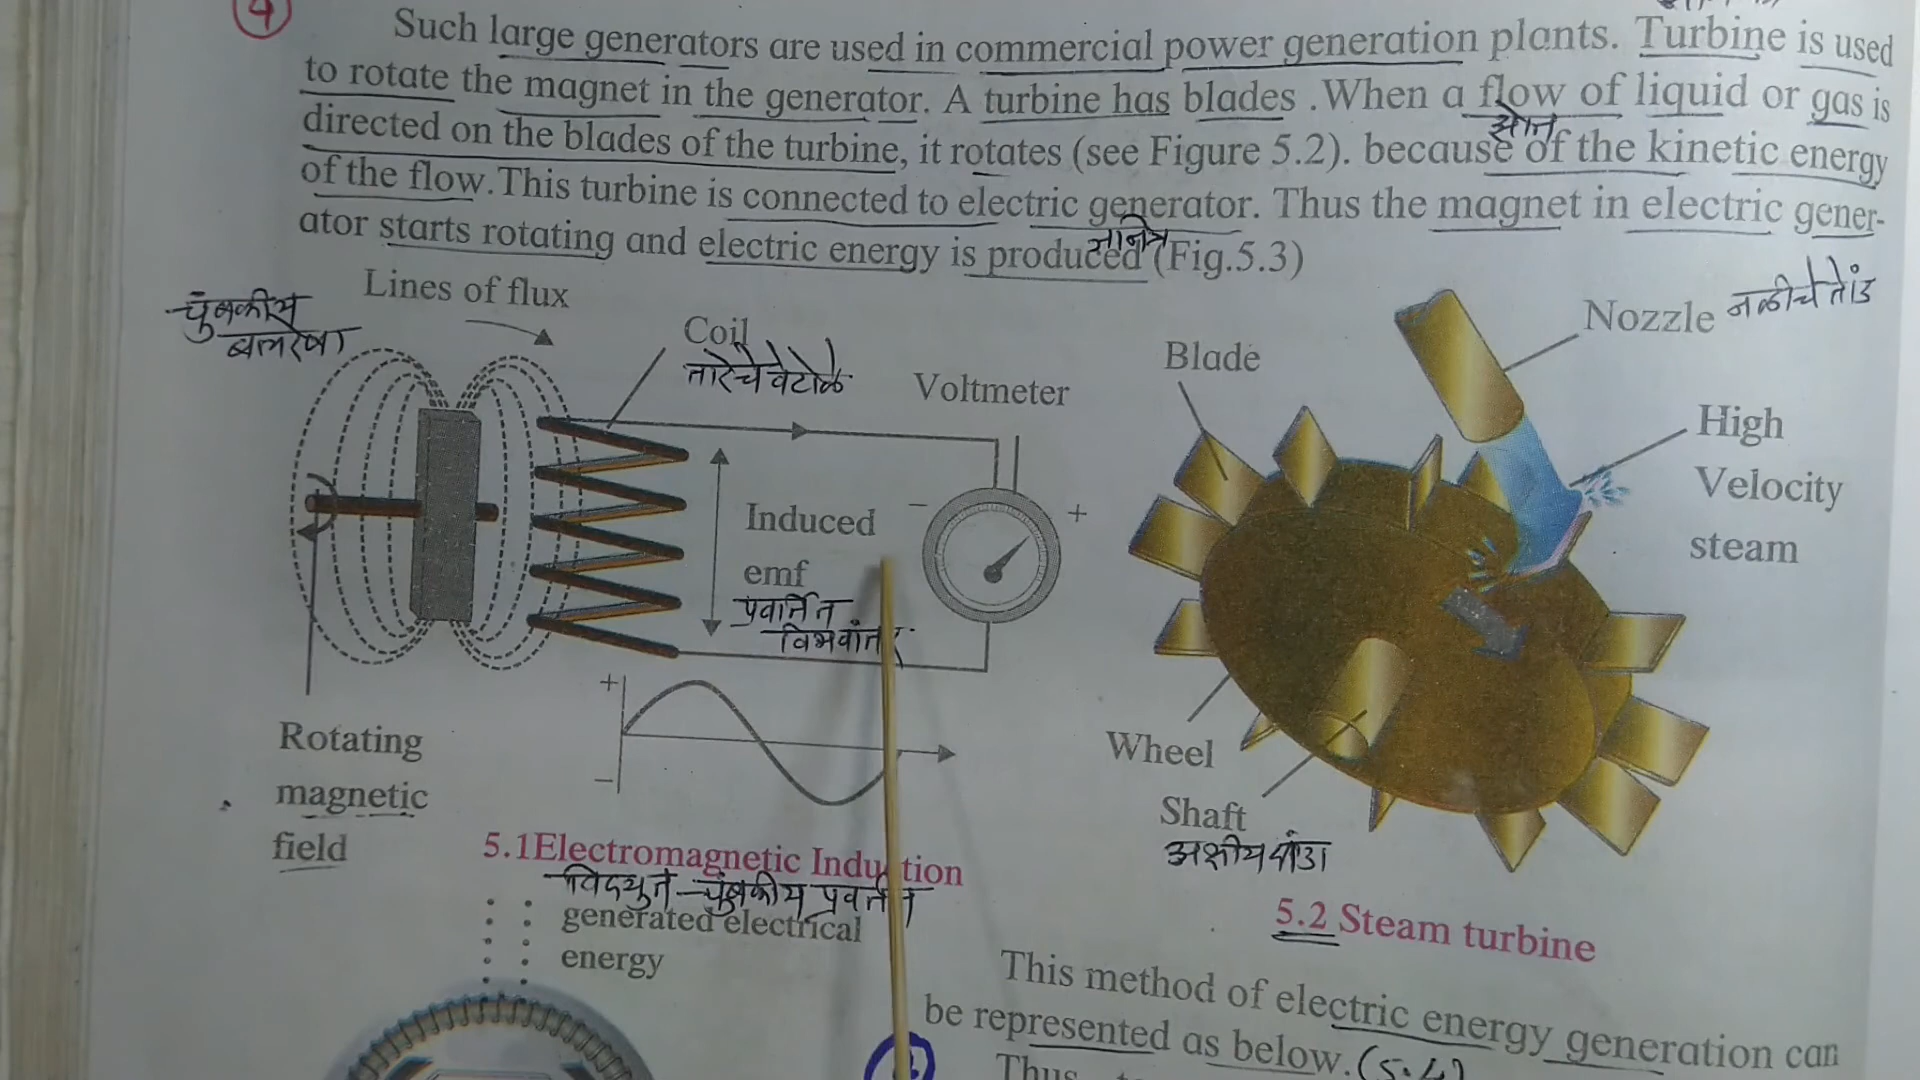 4
Such large generators are used in commercial power generation plants. Turbine is used
to rotate the magnet in the generator. A turbine has blades .When a flow of liquid or gas is
directed on the blades of the turbine, it rotates (see Figure 5.2). because of the kinetic energy
of the flow.This turbine is connected to electric generator. Thus the magnet in electric gener-
ator starts rotating and electric energy is produced (Fig.5.3)
Lines of flux
चुंबकीय
बलरेषा
Coil
तारेचे वेटोळे
Voltmeter
Induced
emf
प्रवर्तित
विभवांतर
-
+
+
-
Rotating
magnetic
field
5.1Electromagnetic Induction
विद्युत-चुंबकीय प्रवर्तन
generated electrical
energy
Nozzle नळीचे तोंड
Blade
High
Velocity
steam
Wheel
Shaft
अक्षीय दांडा
5.2 Steam turbine
This method of electric energy generation can
be represented as below. (5.4)
Thus